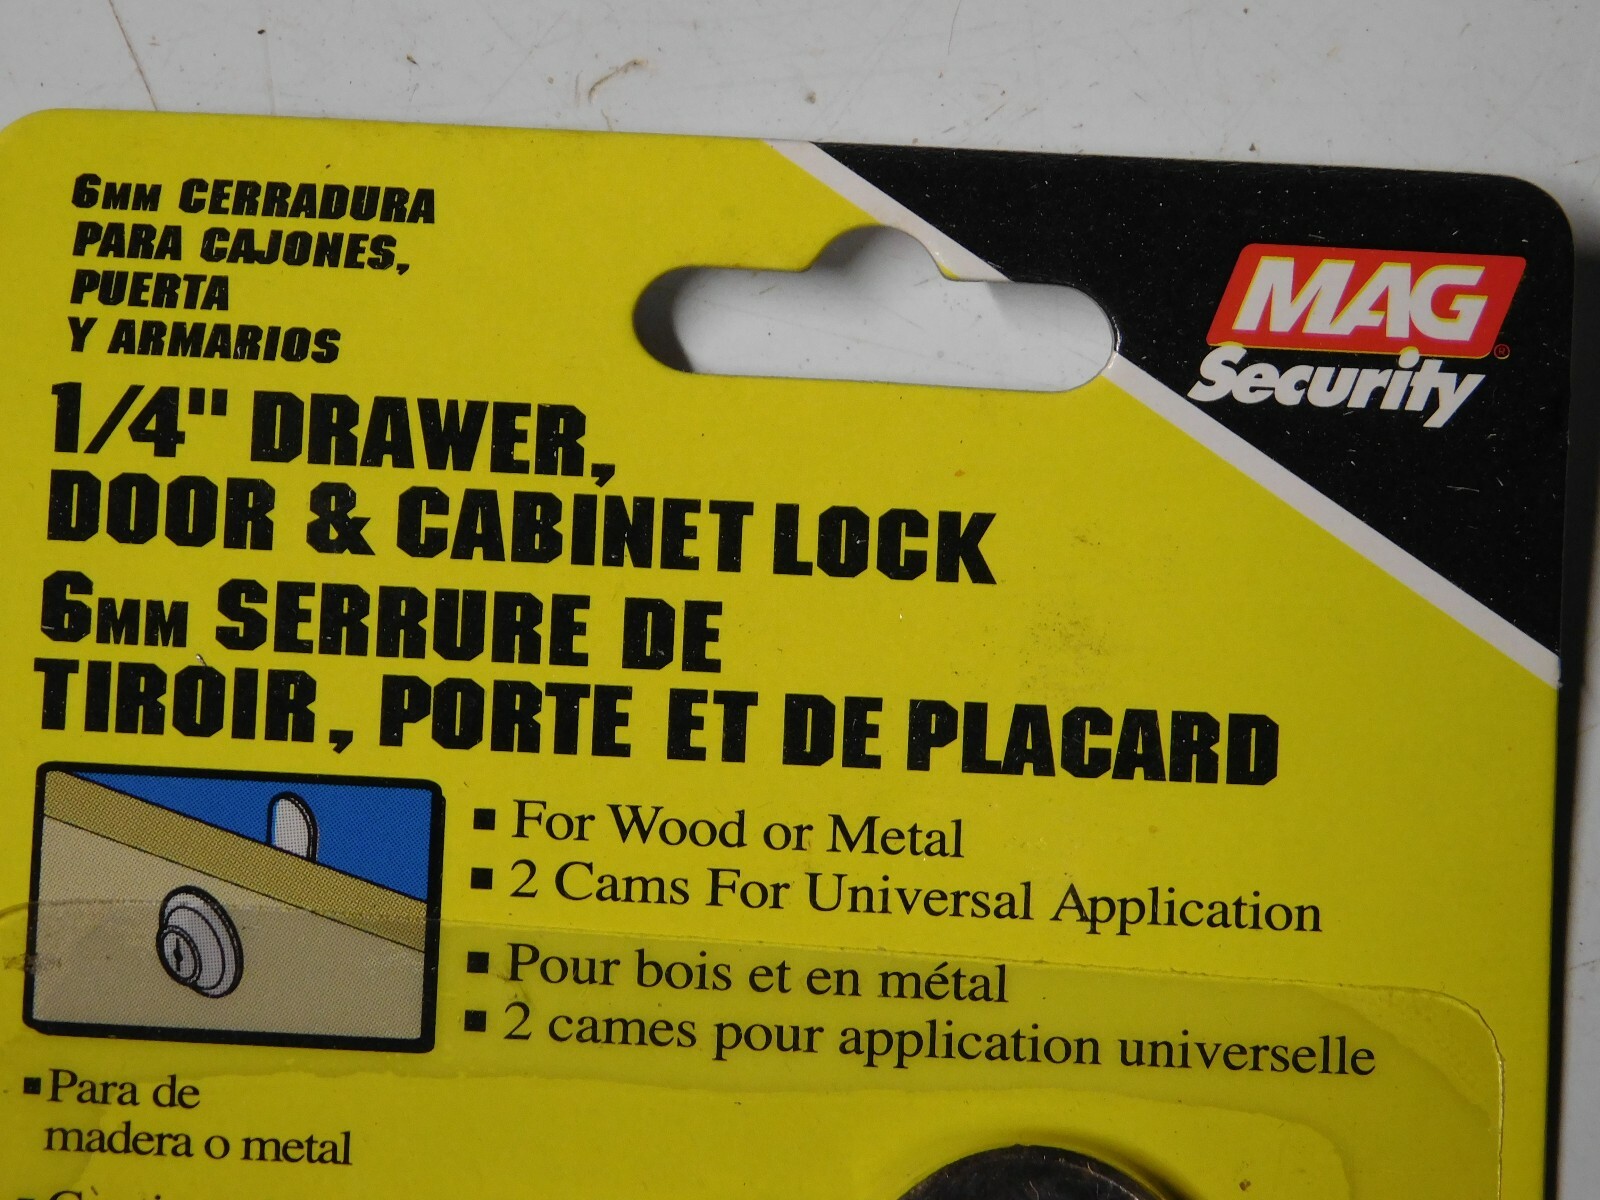 6MM CERRADURA
PARA CAJONES,
PUERTA
Y ARMARIOS
MAG®
Security
1/4" DRAWER,
DOOR & CABINET LOCK
6MM SERRURE DE
TIROIR, PORTE ET DE PLACARD
▪ For Wood or Metal
▪ 2 Cams For Universal Application
▪ Pour bois et en métal
▪ 2 cames pour application universelle
▪ Para de
madera o metal